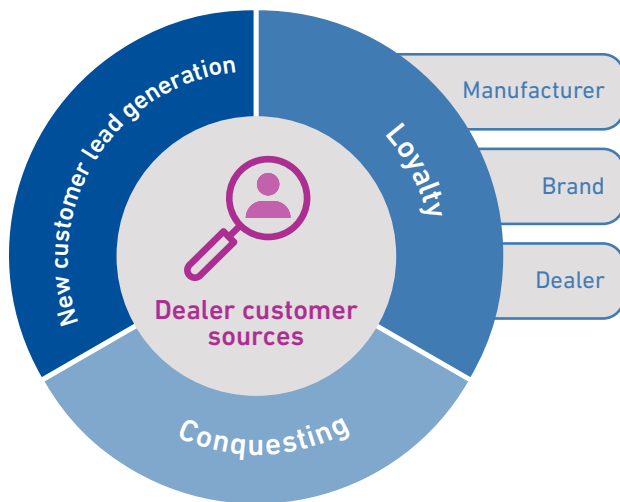 New customer lead generation
Loyalty
Manufacturer
Brand
Dealer
Dealer customer
sources
Conquesting